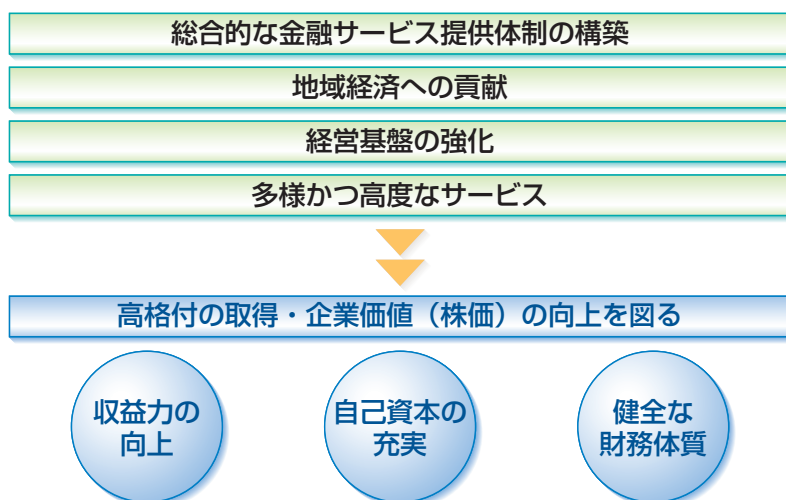 総合的な金融サービス提供体制の構築
地域経済への貢献
経営基盤の強化
多様かつ高度なサービス
高格付の取得・企業価値（株価）の向上を図る
収益力の
向上
自己資本の
充実
健全な
財務体質